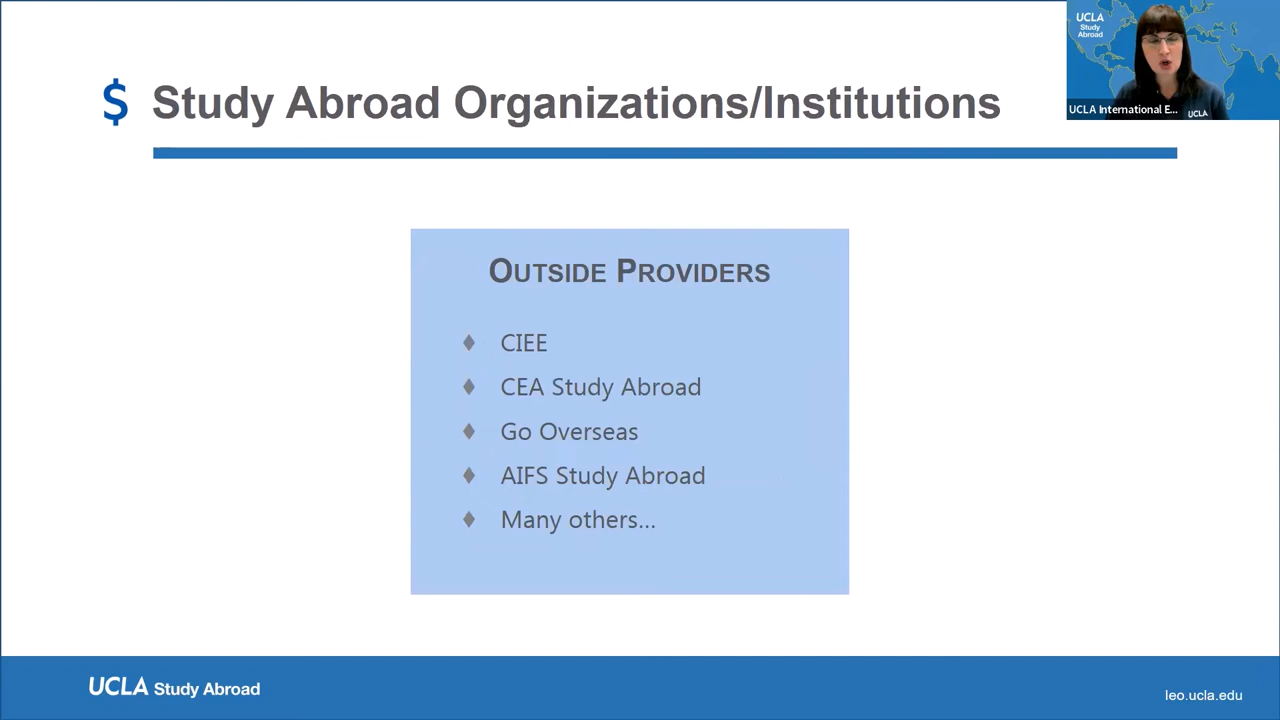 UCLA
Study
Abroad
UCLA International E...
UCLA
$ Study Abroad Organizations/Institutions
OUTSIDE PROVIDERS
♦ CIEE
♦ CEA Study Abroad
♦ Go Overseas
♦ AIFS Study Abroad
♦ Many others...
UCLA Study Abroad
leo.ucla.edu